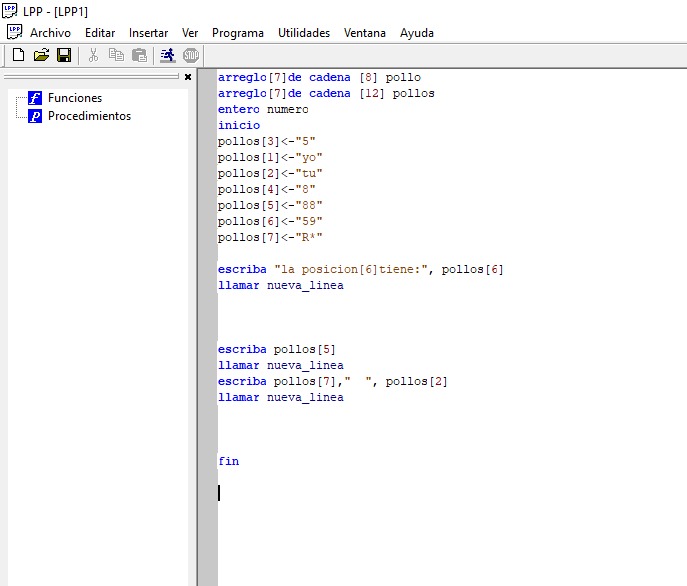 LPP - [LPP1]
Archivo Editar Insertar Ver Programa Utilidades Ventana Ayuda
Funciones
Procedimientos
arreglo[7]de cadena [8] pollo
arreglo[7]de cadena [12] pollos
entero numero
inicio
pollos[3]<-"5"
pollos[1]<-"yo"
pollos[2]<-"tu"
pollos[4]<-"8"
pollos[5]<-"88"
pollos[6]<-"59"
pollos[7]<-"R*"
escriba "la posicion[6]tiene:", pollos[6]
llamar nueva_linea
escriba pollos[5]
llamar nueva_linea
escriba pollos[7],"  ", pollos[2]
llamar nueva_linea
fin